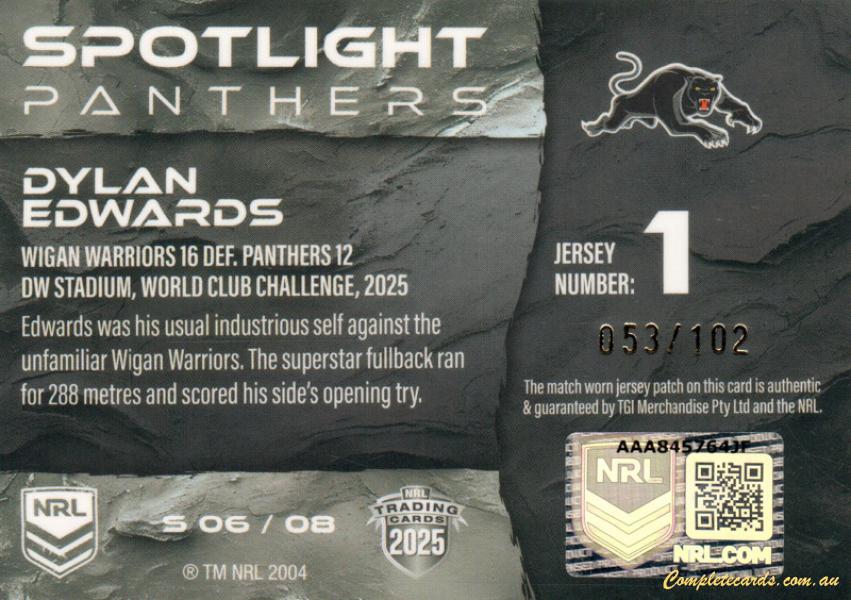 SPOTLIGHT
PANTHERS
DYLAN
EDWARDS
WIGAN WARRIORS 16 DEF. PANTHERS 12
DW STADIUM, WORLD CLUB CHALLENGE, 2025
Edwards was his usual industrious self against the
unfamiliar Wigan Warriors. The superstar fullback ran
for 288 metres and scored his side's opening try.
JERSEY
NUMBER: 1
053/102
The match worn jersey patch on this card is authentic
& guaranteed by TGI Merchandise Pty Ltd and the NRL.
AAA845764JF
NRL
NRL.COM
NRL
S 06 / 08
NRL
TRADING
CARDS
2025
® TM NRL 2004
Completecards.com.au